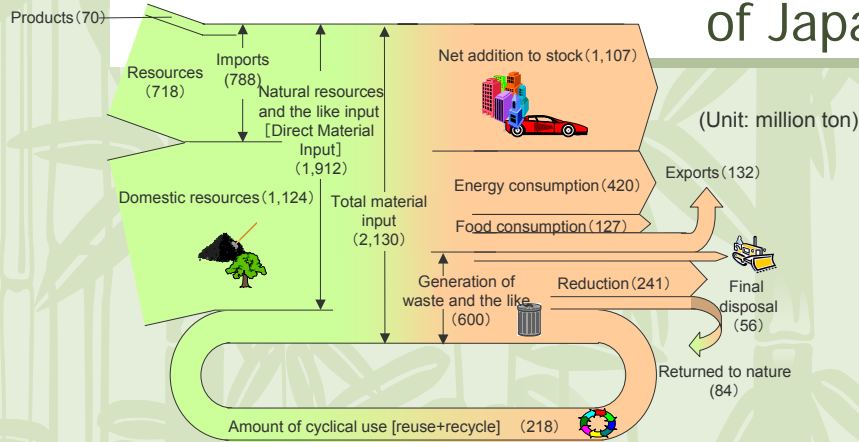 of Japa
Products(70)
Imports
(788)
Resources
(718)
Natural resources
and the like input
[Direct Material
Input]
(1,912)
Domestic resources(1,124)
Total material
input
(2,130)
Net addition to stock(1,107)
(Unit: million ton)
Energy consumption(420)
Exports(132)
Food consumption(127)
Generation of
waste and the like
(600)
Reduction(241)
Final
disposal
(56)
Returned to nature
(84)
Amount of cyclical use [reuse+recycle] (218)